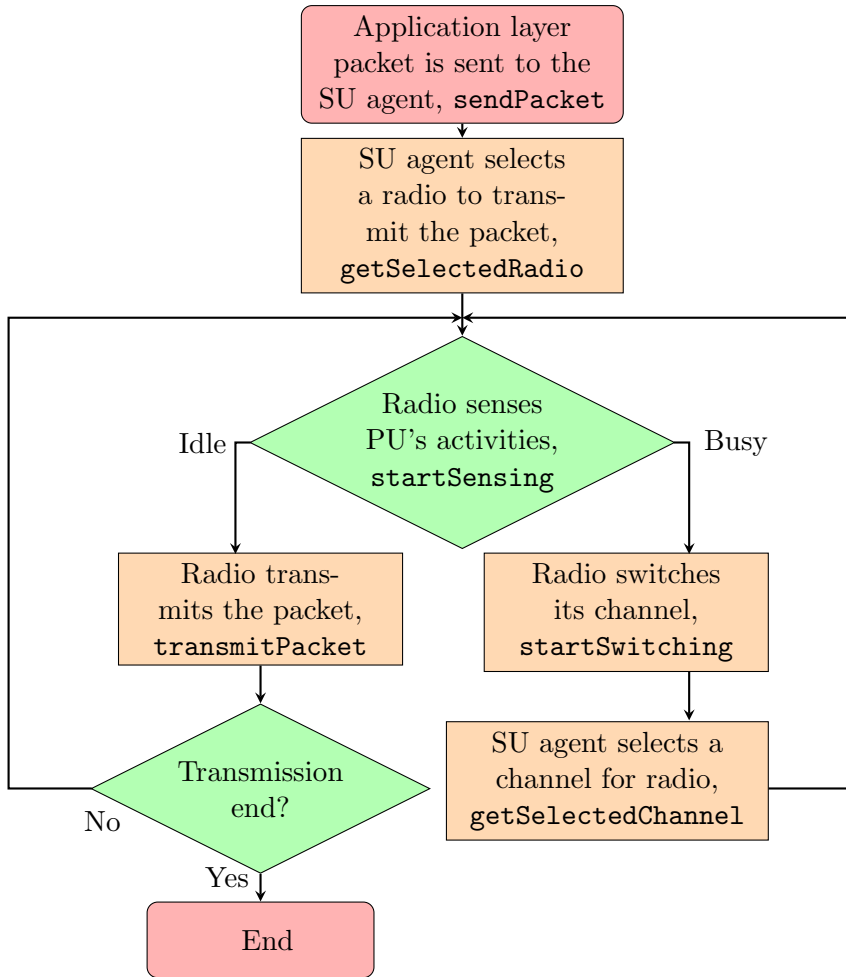 Application layer
packet is sent to the
SU agent, sendPacket
SU agent selects
a radio to trans-
mit the packet,
getSelectedRadio
Radio senses
PU's activities,
startSensing
Idle
Busy
Radio trans-
mits the packet,
transmitPacket
Radio switches
its channel,
startSwitching
Transmission
end?
SU agent selects a
channel for radio,
getSelectedChannel
No
Yes
End